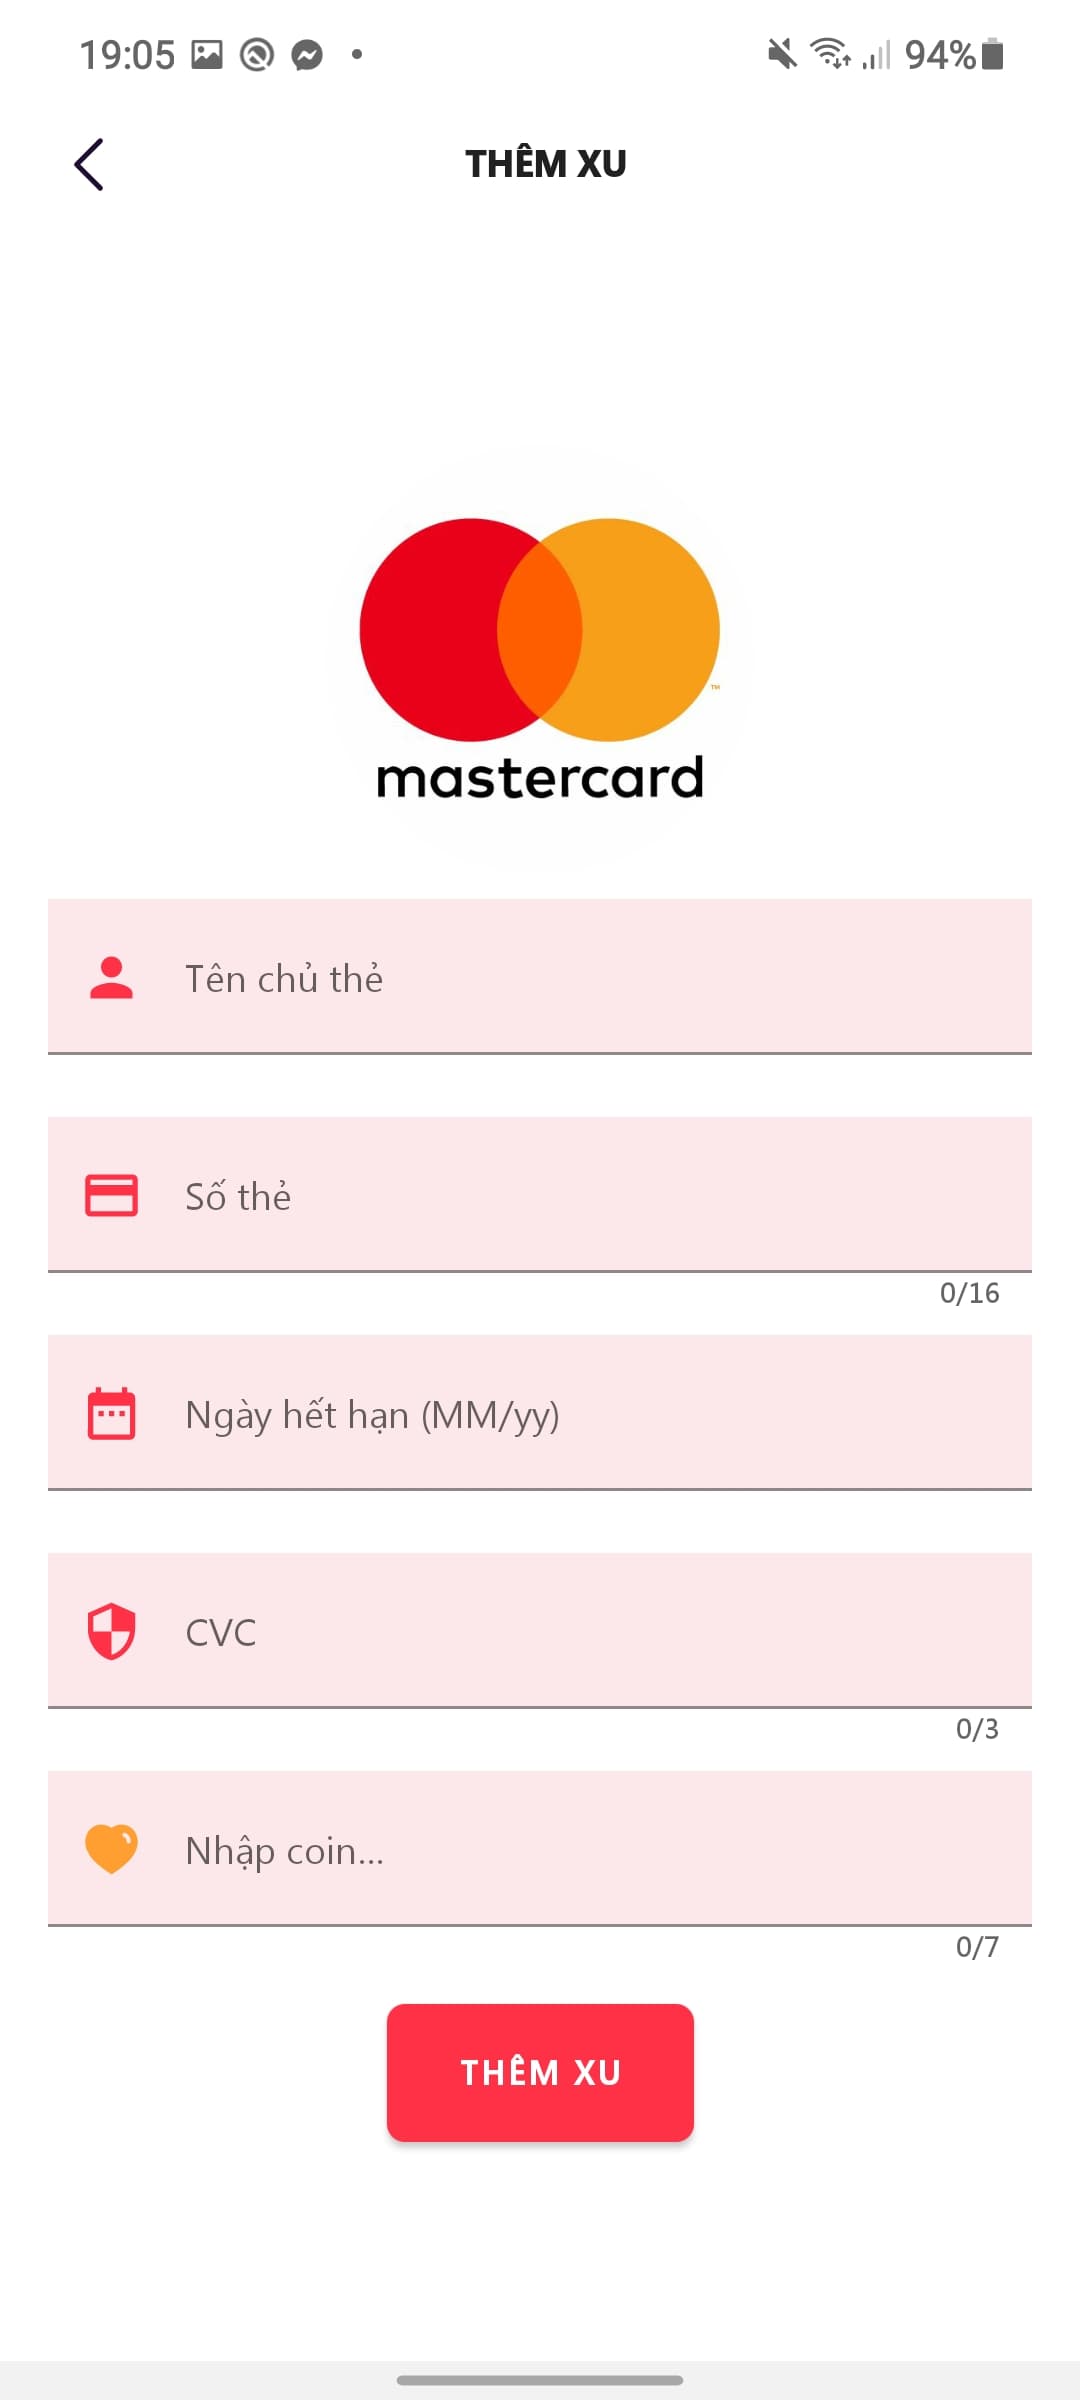 19:05
94%
THÊM XU
TM
mastercard
Tên chủ thẻ
Số thẻ
0/16
Ngày hết hạn (MM/yy)
CVC
0/3
Nhập coin...
0/7
THÊM XU